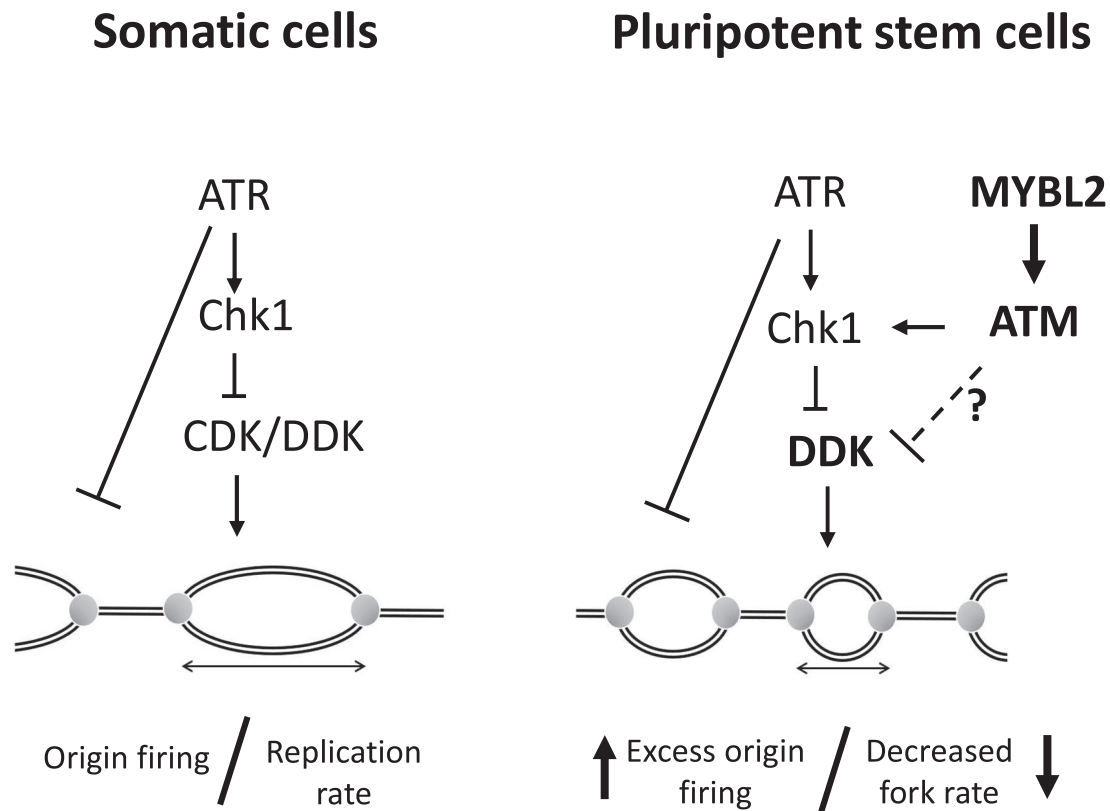 Somatic cells
ATR
Chk1
CDK/DDK
Origin firing / Replication
rate
Pluripotent stem cells
ATR
MYBL2
Chk1
ATM
?
DDK
Excess origin
firing
/
Decreased
fork rate